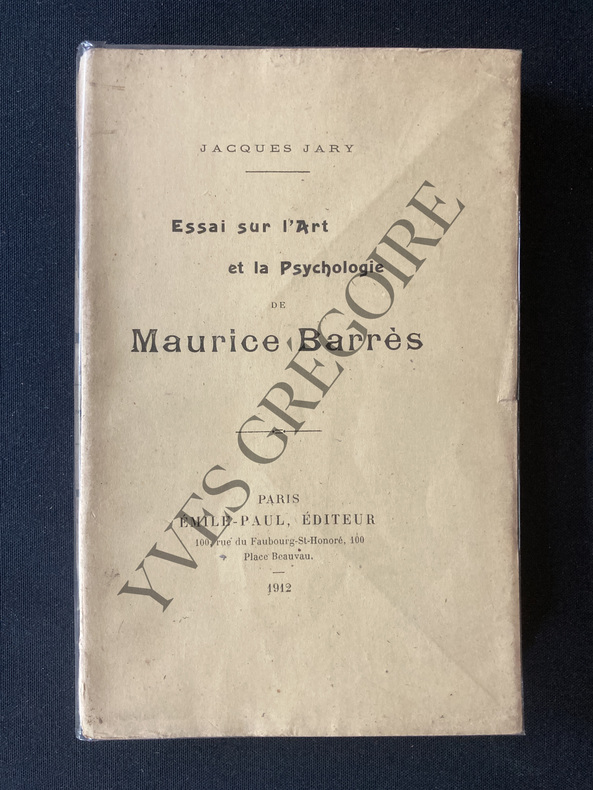 JACQUES JARY
Essai sur l'Art
et la Psychologie
DE
Maurice Barrès
PARIS
ÉMILE-PAUL, ÉDITEUR
100, rue du Faubourg-St-Honoré, 100
Place Beauvau.
1912
YVES GREGOIRE